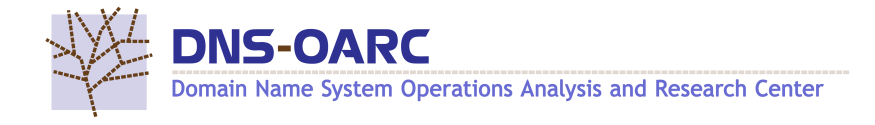 DNS-OARC
Domain Name System Operations Analysis and Research Center